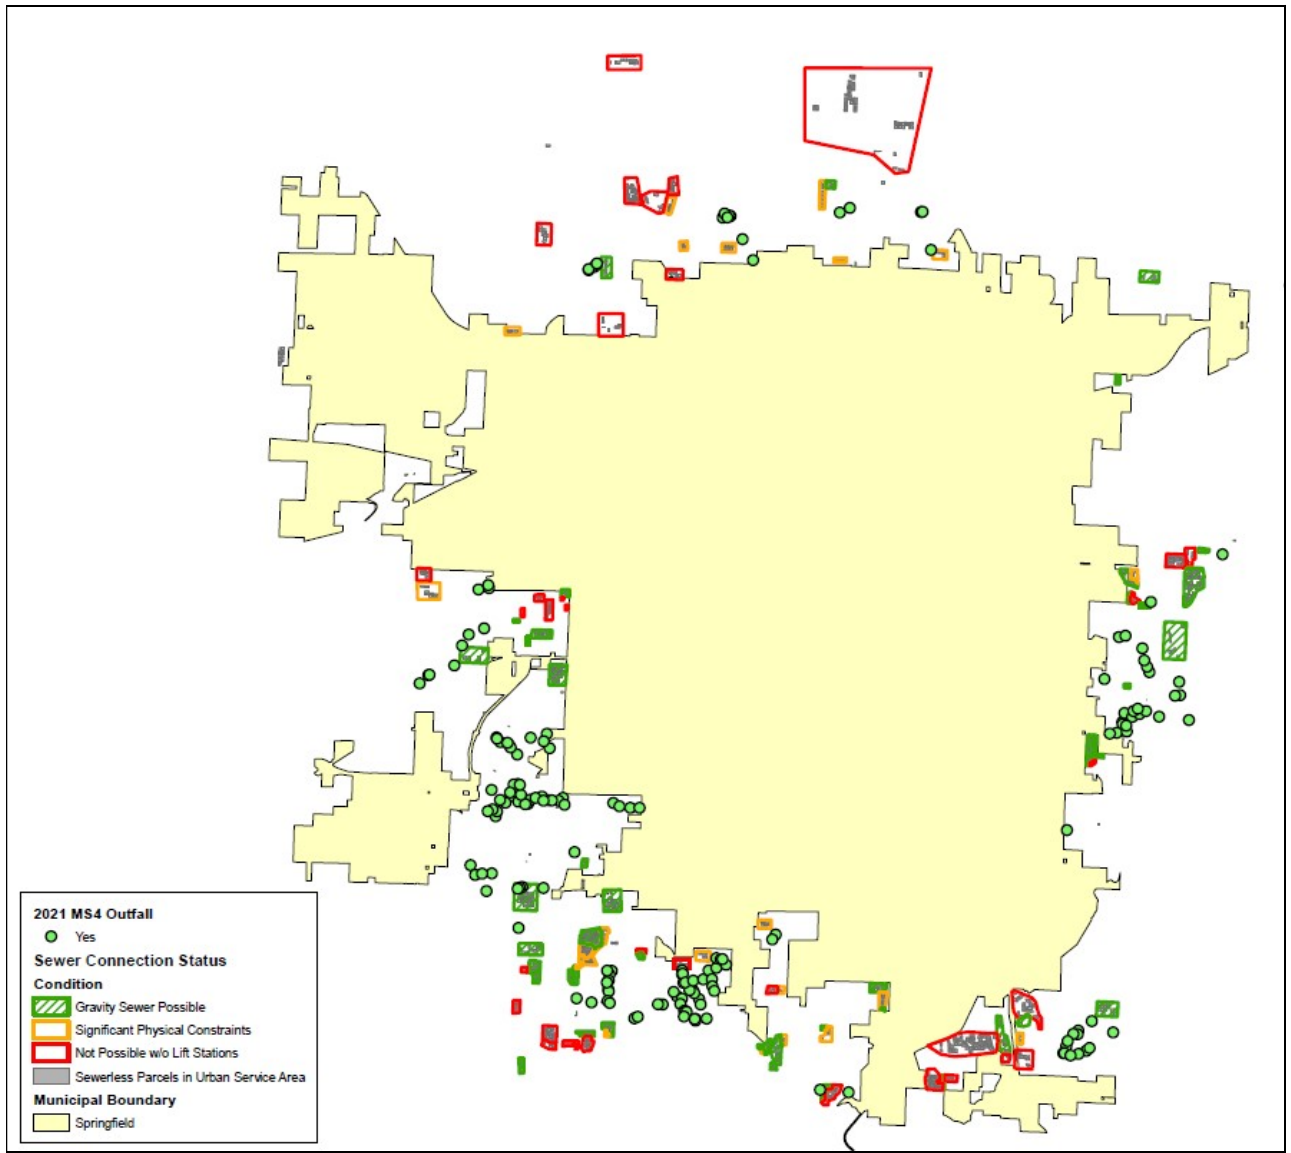 2021 MS4 Outfall
Yes
Sewer Connection Status
Condition
Gravity Sewer Possible
Significant Physical Constraints
Not Possible w/o Lift Stations
Sewerless Parcels in Urban Service Area
Municipal Boundary
Springfield